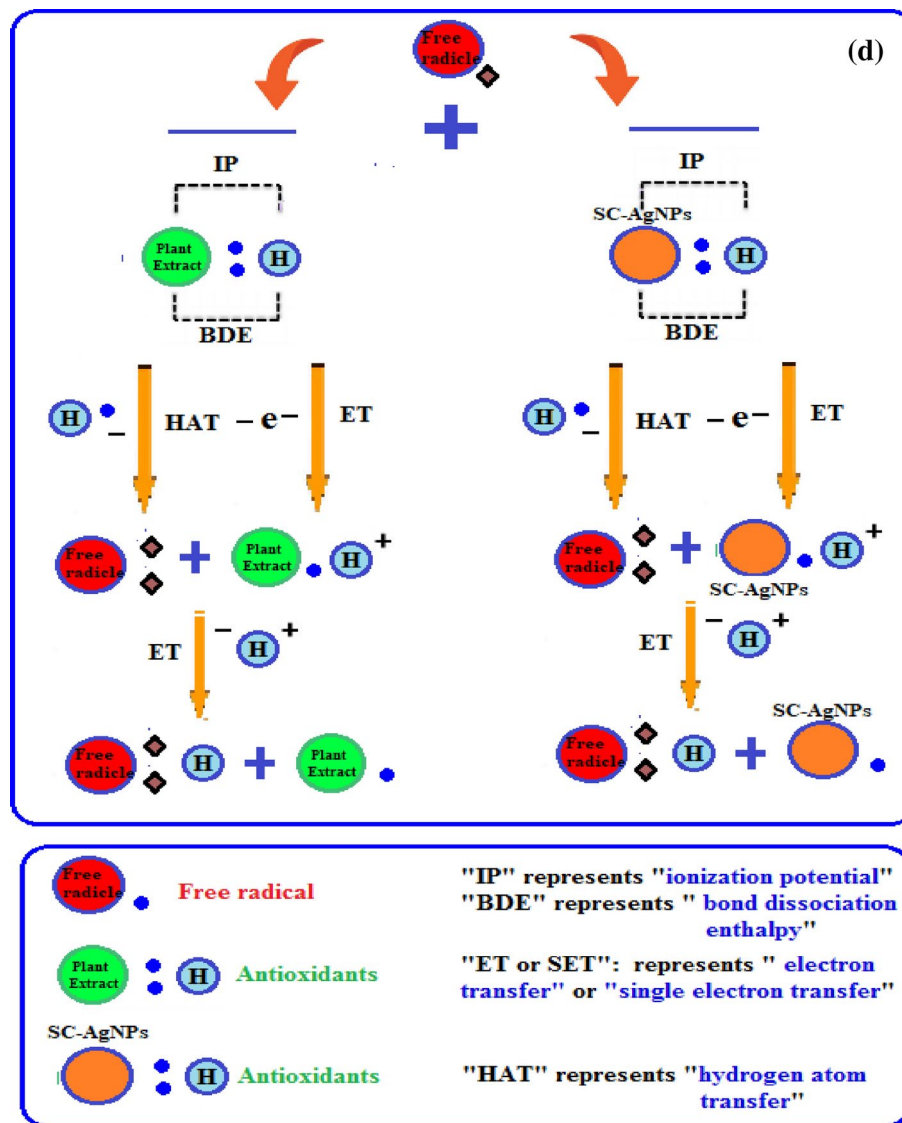 Free
radicle
(d)
IP
IP
SC-AgNPs
Plant
Extract
H
H
BDE
BDE
H
–
HAT
– e–
ET
H
–
HAT
– e–
ET
Free
radicle
+
Plant
Extract
H
+
Free
radicle
+
H
+
SC-AgNPs
ET
–
H
+
ET
–
H
+
SC-AgNPs
Free
radicle
H
+
Plant
Extract
Free
radicle
H
+
Free
radicle
Free radical
"IP" represents "ionization potential"
"BDE" represents " bond dissociation
enthalpy"
Plant
Extract
H
Antioxidants
"ET or SET": represents " electron
transfer" or "single electron transfer"
SC-AgNPs
H
Antioxidants
"HAT" represents "hydrogen atom
transfer"